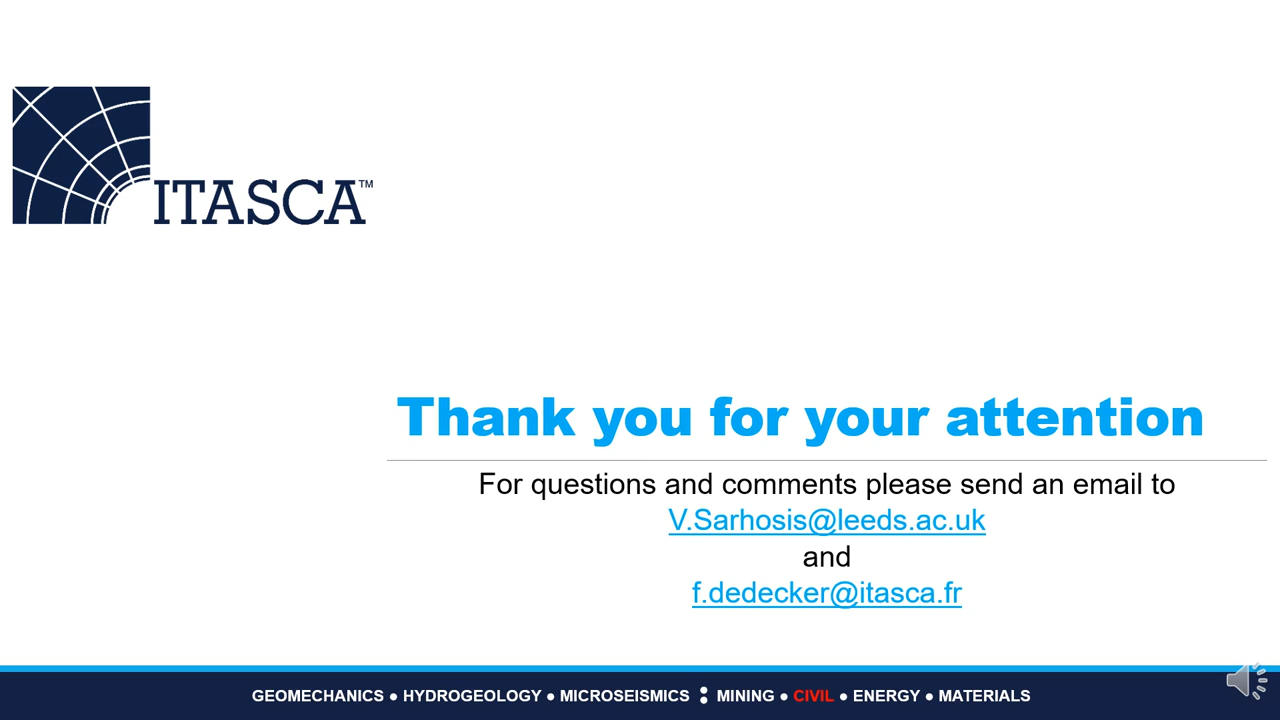 ITASCA™
Thank you for your attention
For questions and comments please send an email to
V.Sarhosis@leeds.ac.uk
and
f.dedecker@itasca.fr
GEOMECHANICS ● HYDROGEOLOGY ● MICROSEISMICS : MINING ● CIVIL ● ENERGY ● MATERIALS